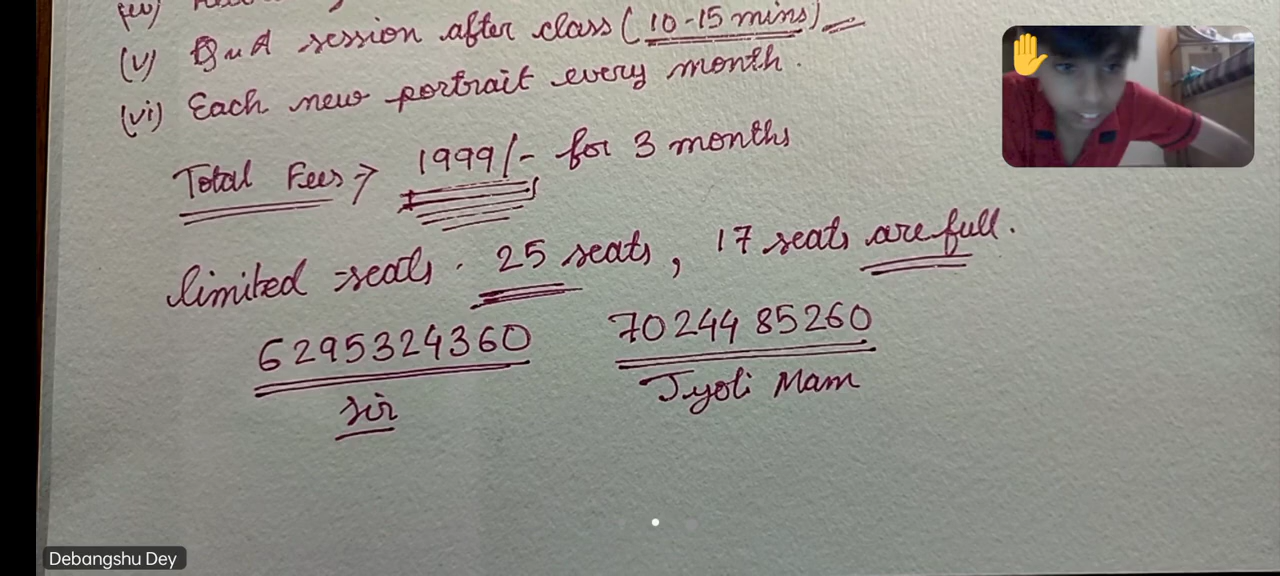 (v) QnA session after class (10-15 mins)
(vi) Each new portrait every month.
Total Fees → 1999/- for 3 months
limited seats. 25 seats, 17 seats are full.
6295324360 7024485260
Sir Jyoti Mam
Debangshu Dey